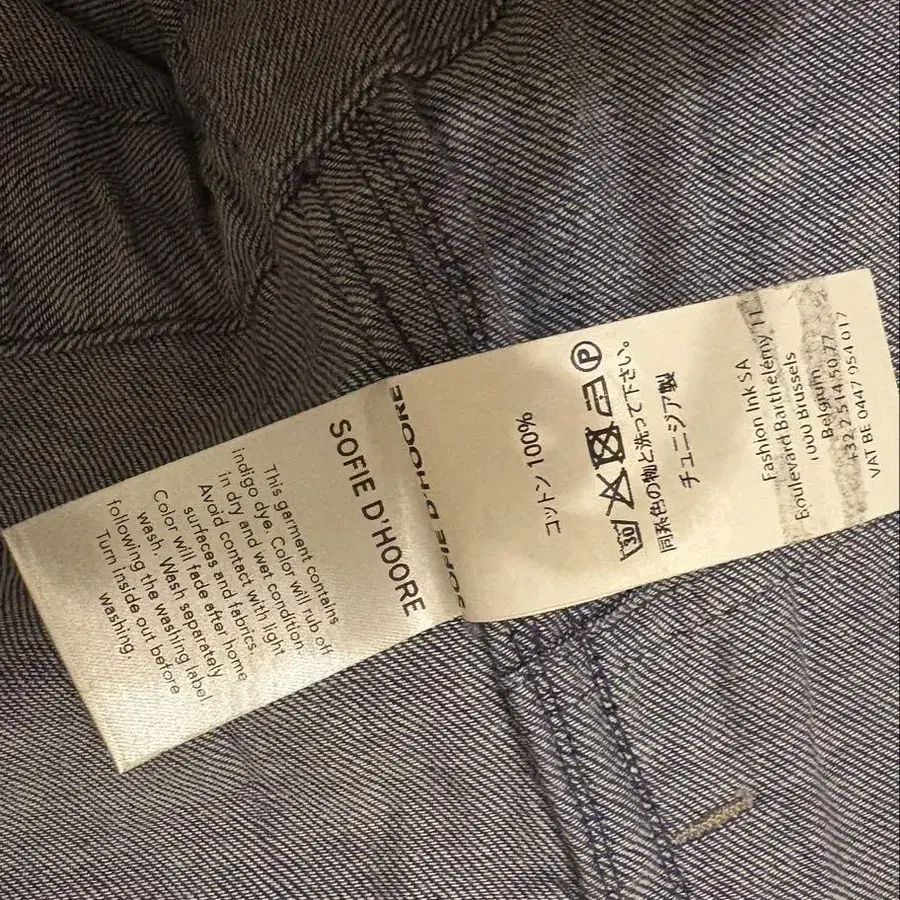 SOFIE D'HOORE
This garment contains
indigo dye. Color will rub off
in dry and wet condition.
Avoid contact with light
surfaces and fabrics.
Color will fade after home
wash. Wash separately
following the washing label
Turn inside out before
washing.
SOFIE D'HOORE
コットン 100%
30
P
同系色の物と洗って下さい。
チュニジア製
Fashion Ink SA
Boulevard Barthelémy 11
1000 Brussels
Belgium
+32 2 514 50 77
VAT BE 0447 954 017